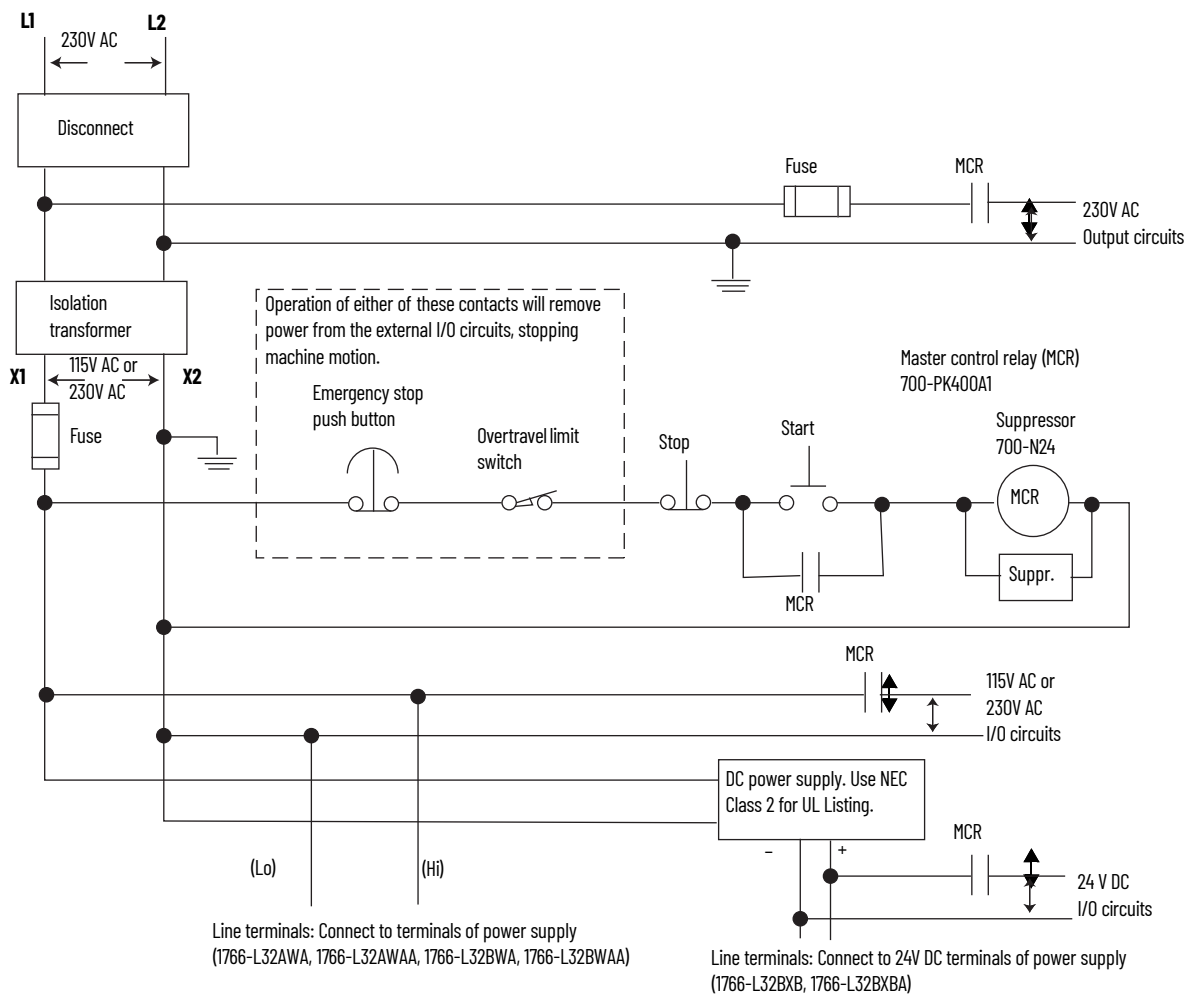 L1
L2
230V AC
Disconnect
Fuse
MCR
230V AC
Output circuits
Isolation
transformer
Operation of either of these contacts will remove
power from the external I/O circuits, stopping
machine motion.
X1
115V AC or
230V AC
X2
Fuse
Emergency stop
push button
Overtravel limit
switch
Stop
Start
Master control relay (MCR)
700-PK400A1
Suppressor
700-N24
MCR
Suppr.
MCR
MCR
115V AC or
230V AC
I/O circuits
DC power supply. Use NEC
Class 2 for UL Listing.
–
+
MCR
24 V DC
I/O circuits
(Lo)
(Hi)
Line terminals: Connect to terminals of power supply
(1766-L32AWA, 1766-L32AWAA, 1766-L32BWA, 1766-L32BWAA)
Line terminals: Connect to 24V DC terminals of power supply
(1766-L32BXB, 1766-L32BXBA)